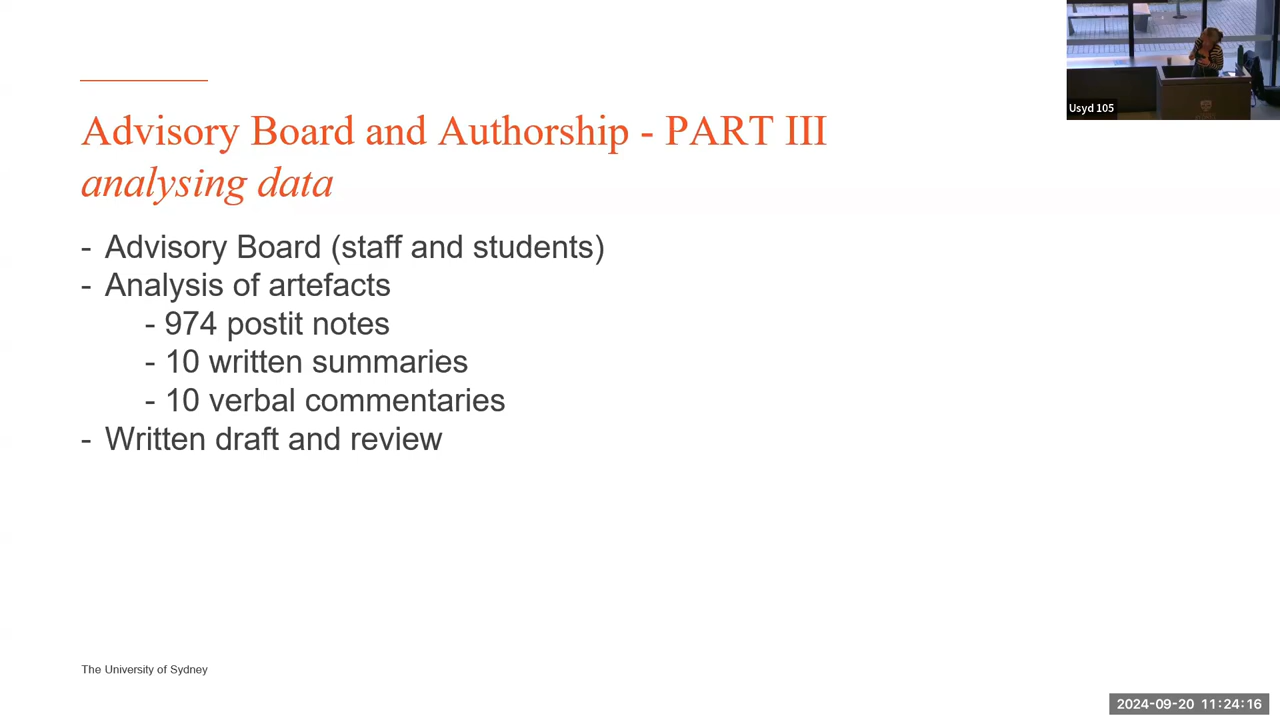 Usyd 105
Advisory Board and Authorship - PART III
analysing data
- Advisory Board (staff and students)
- Analysis of artefacts
- 974 postit notes
- 10 written summaries
- 10 verbal commentaries
- Written draft and review
The University of Sydney
2024-09-20 11:24:16